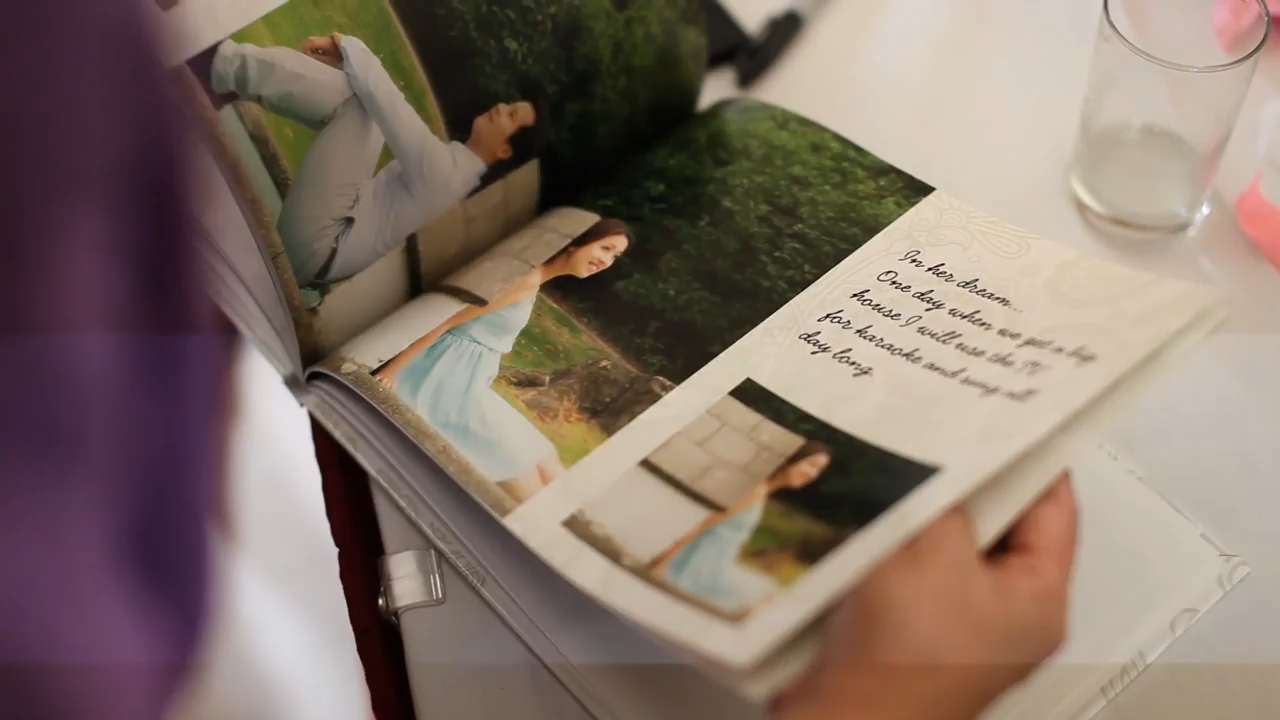 In her dream...
One day when we get a big
house I will use the TV
for karaoke and sing all
day long.